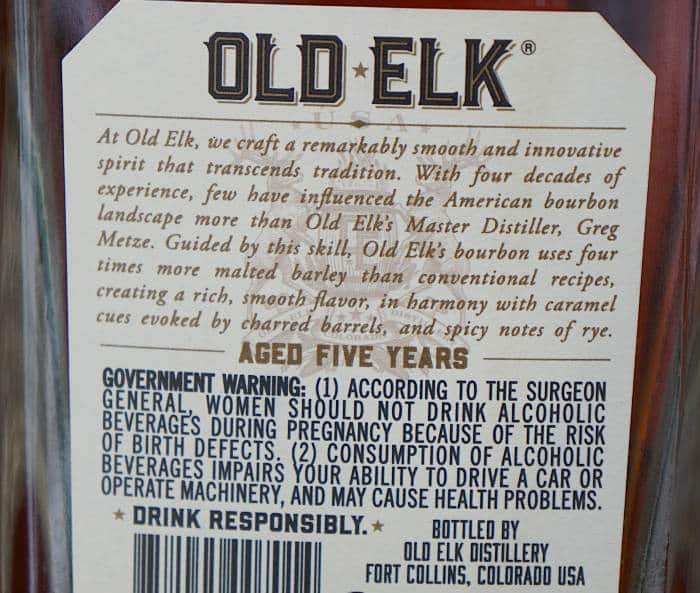 OLD ★ ELK®
USA
At Old Elk, we craft a remarkably smooth and innovative
spirit that transcends tradition. With four decades of
experience, few have influenced the American bourbon
landscape more than Old Elk's Master Distiller, Greg
Metze. Guided by this skill, Old Elk's bourbon uses four
times more malted barley than conventional recipes,
creating a rich, smooth flavor, in harmony with caramel
cues evoked by charred barrels, and spicy notes of rye.
COLORADO
AGED FIVE YEARS
GOVERNMENT WARNING: (1) ACCORDING TO THE SURGEON
GENERAL, WOMEN SHOULD NOT DRINK ALCOHOLIC
BEVERAGES DURING PREGNANCY BECAUSE OF THE RISK
OF BIRTH DEFECTS. (2) CONSUMPTION OF ALCOHOLIC
BEVERAGES IMPAIRS YOUR ABILITY TO DRIVE A CAR OR
OPERATE MACHINERY, AND MAY CAUSE HEALTH PROBLEMS.
★ DRINK RESPONSIBLY. ★
BOTTLED BY
OLD ELK DISTILLERY
FORT COLLINS, COLORADO USA